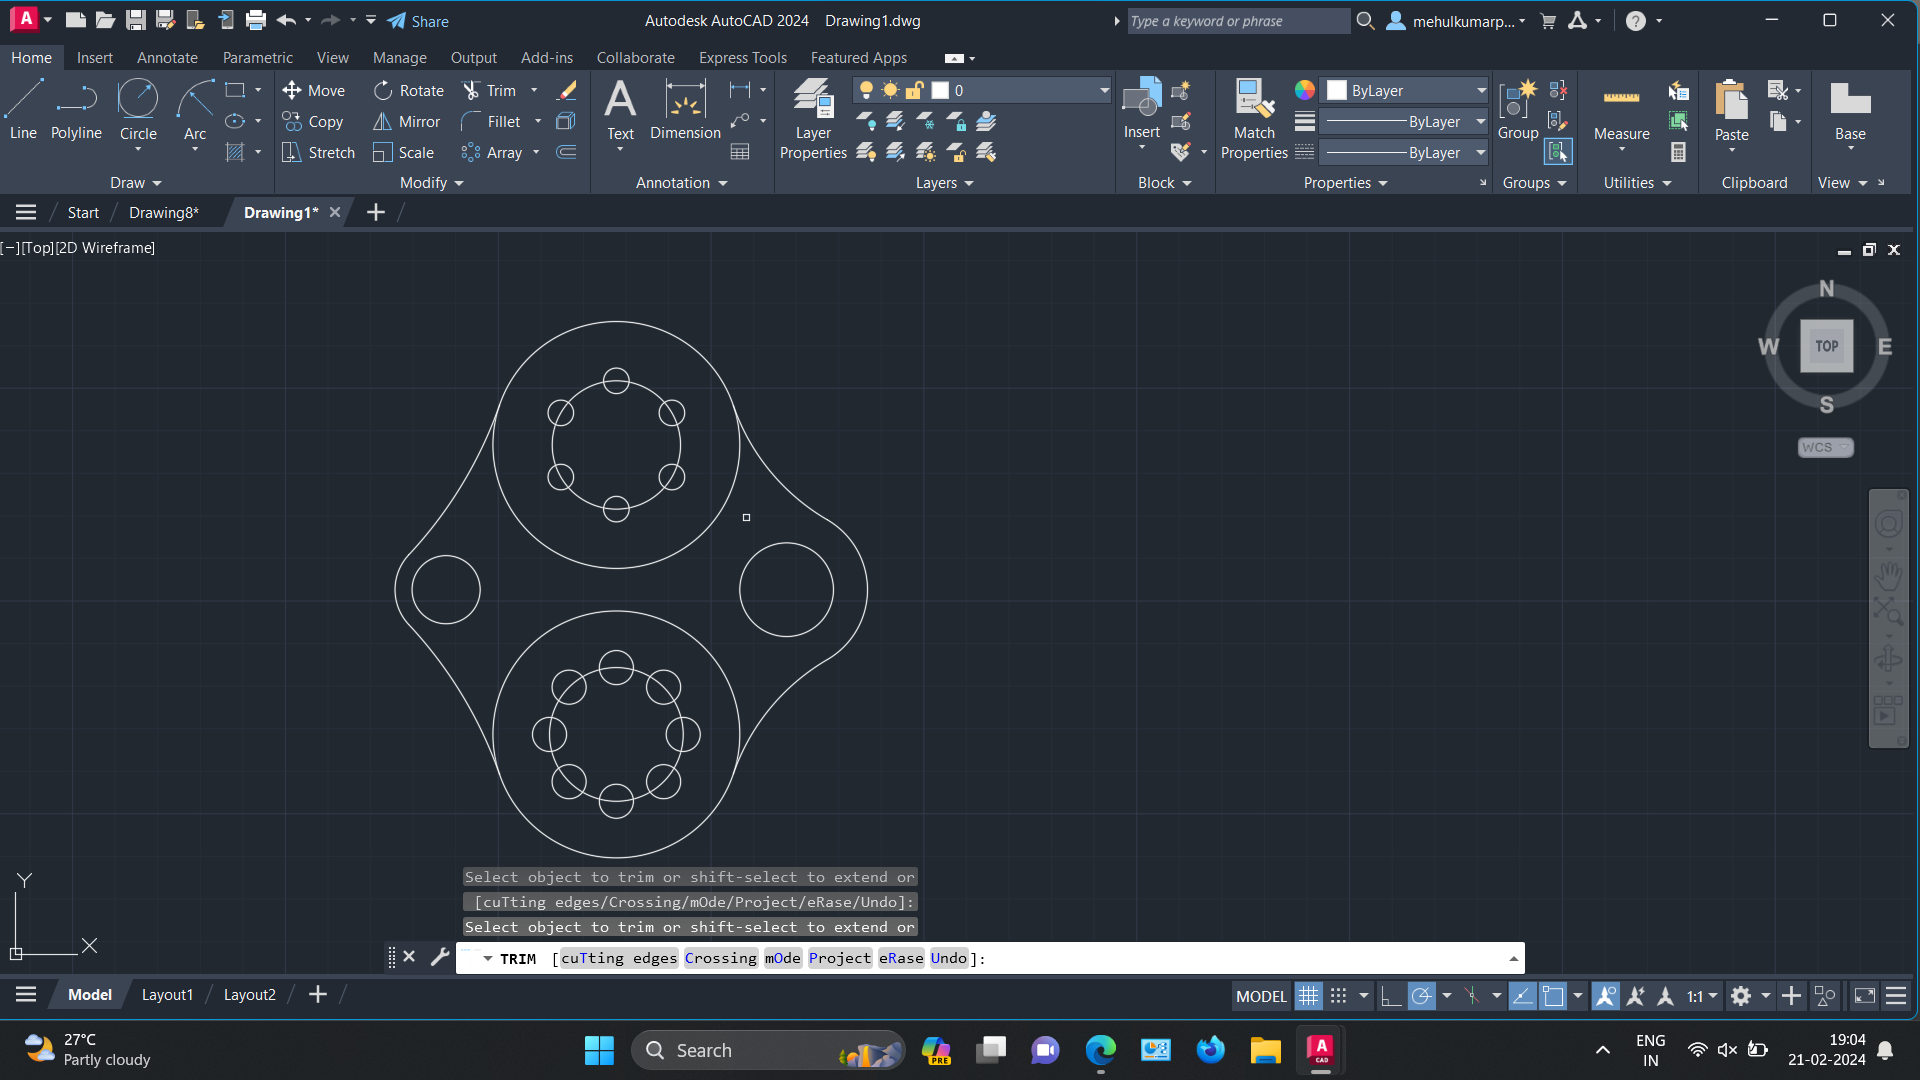 A Share Autodesk AutoCAD 2024 Drawing1.dwg Type a keyword or phrase mehulkumarp... ?
Home Insert Annotate Parametric View Manage Output Add-ins Collaborate Express Tools Featured Apps
Line Polyline Circle Arc
Move Rotate Trim
Copy Mirror Fillet
Stretch Scale Array
Text Dimension
Layer Properties
0
Insert
Match Properties
ByLayer
ByLayer
ByLayer
Group
Measure
Paste
Base
Draw Modify Annotation Layers Block Properties Groups Utilities Clipboard View
Start Drawing8* Drawing1*
[−][Top][2D Wireframe]
N
W TOP E
S
WCS
Y
X
Select object to trim or shift-select to extend or
[cuTting edges/Crossing/mOde/Project/eRase/Undo]:
Select object to trim or shift-select to extend or
TRIM [cuTting edges Crossing mOde Project eRase Undo]:
Model Layout1 Layout2 MODEL 1:1
27°C
Partly cloudy
Search
PRE
A
CAD
ENG
IN
19:04
21-02-2024